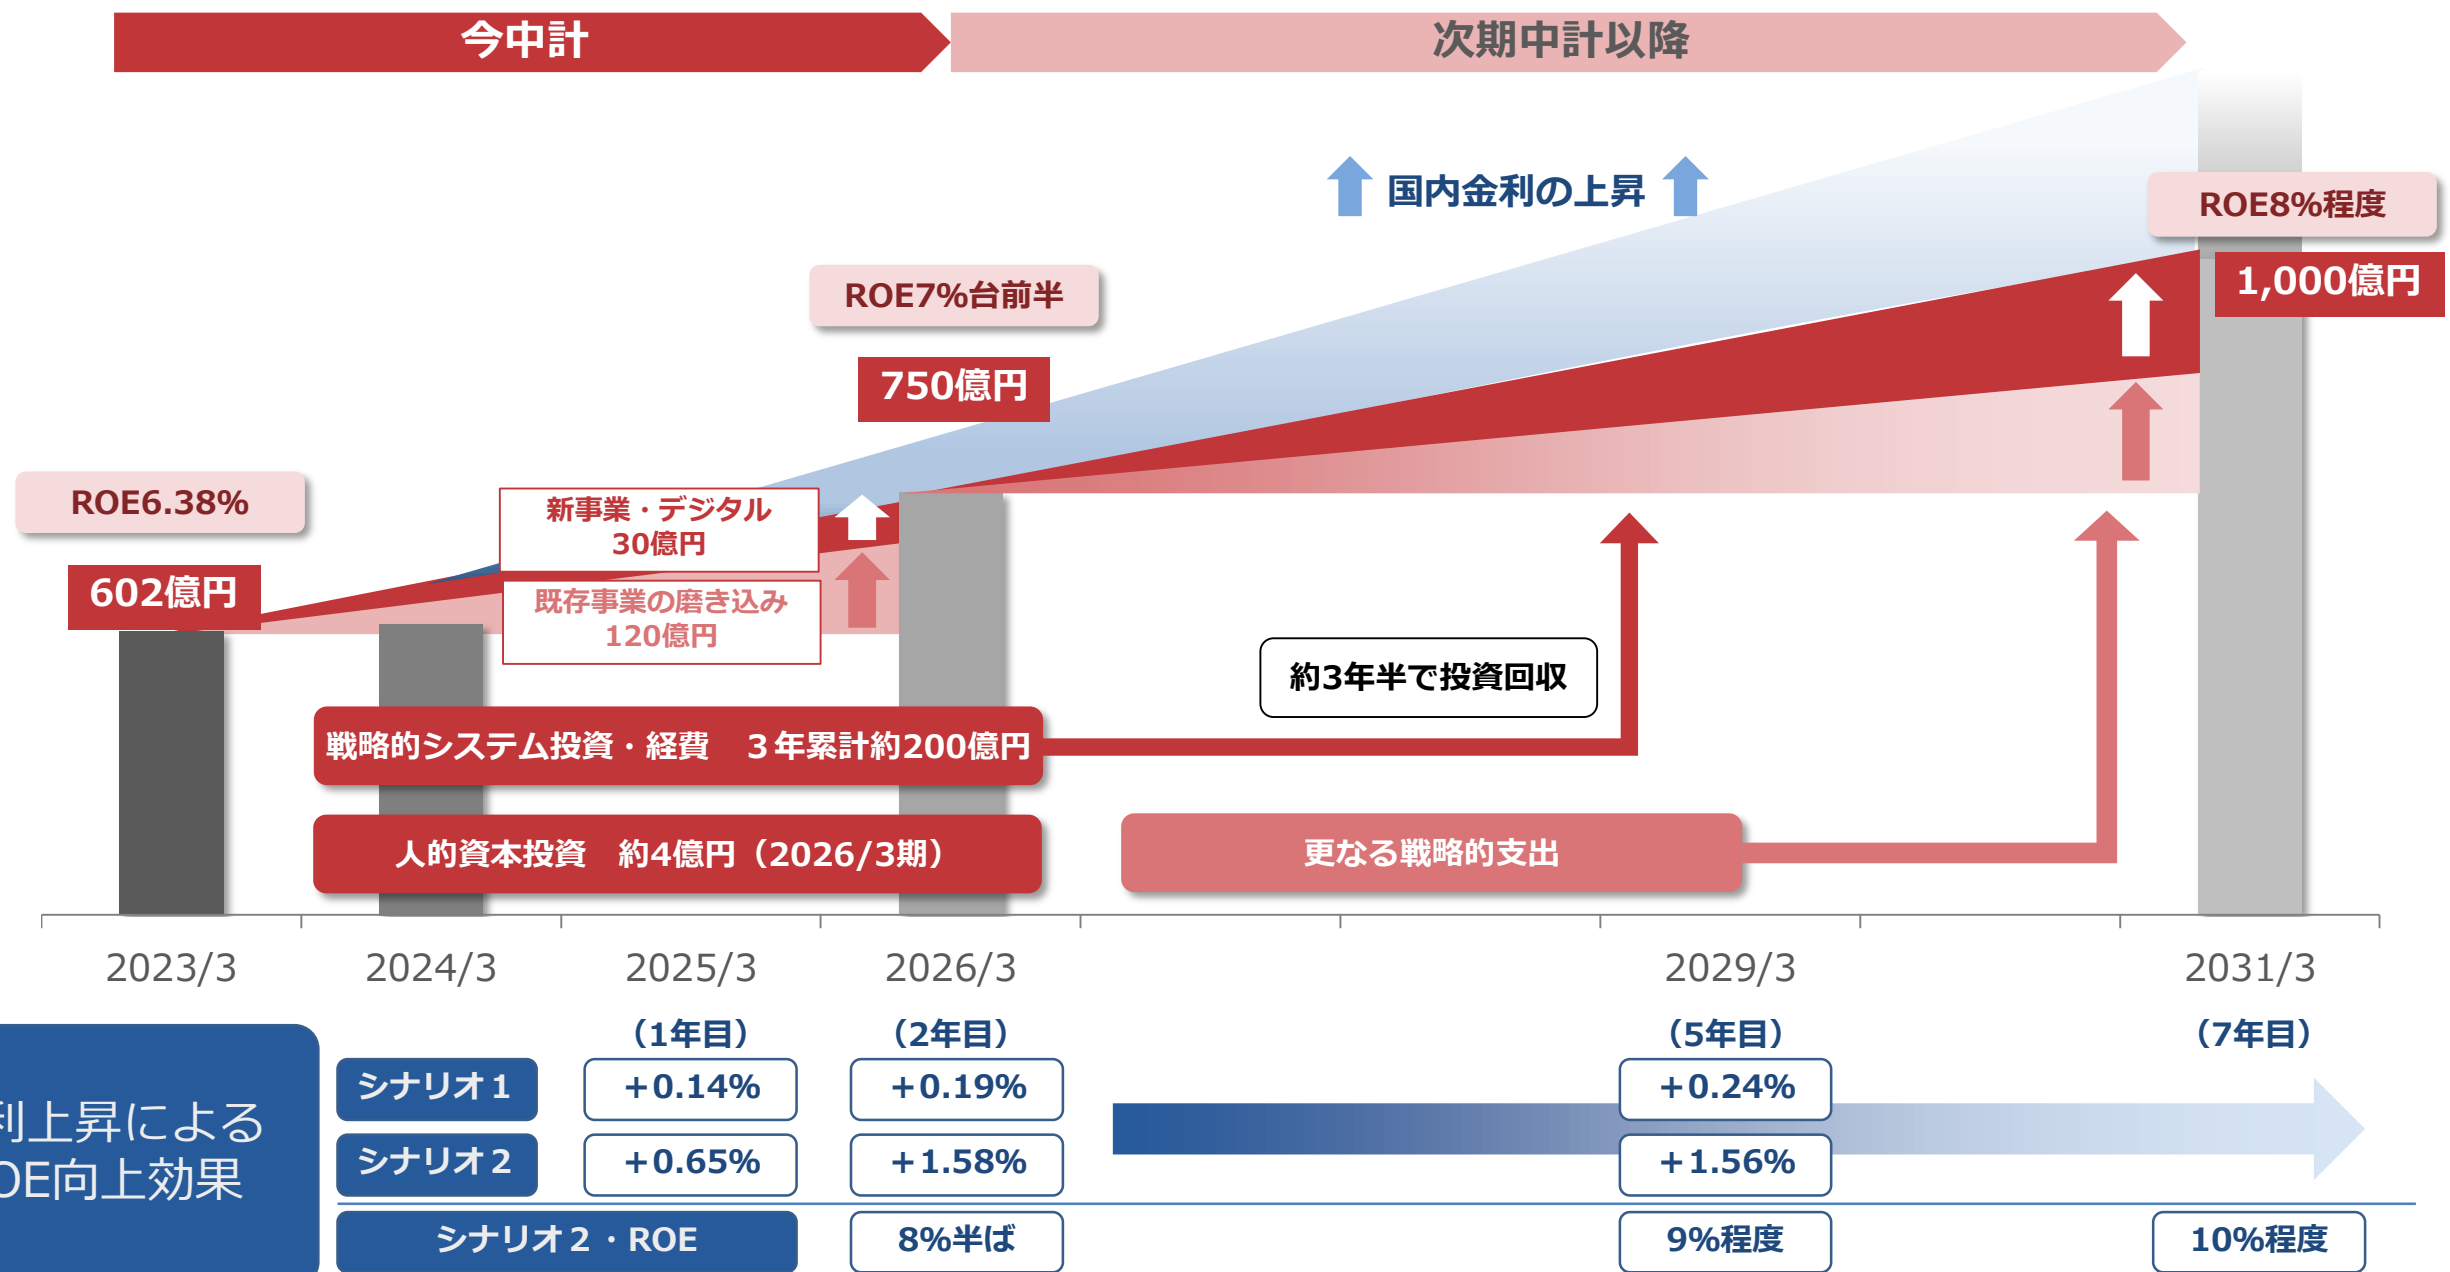 今中計
次期中計以降
国内金利の上昇
ROE8%程度
1,000億円
ROE7%台前半
750億円
ROE6.38%
602億円
新事業・デジタル
30億円
既存事業の磨き込み
120億円
約3年半で投資回収
戦略的システム投資・経費　３年累計約200億円
人的資本投資　約4億円（2026/3期）
更なる戦略的支出
2023/3
2024/3
2025/3
2026/3
2029/3
2031/3
（1年目）
（2年目）
（5年目）
（7年目）
利上昇による
OE向上効果
シナリオ１
+0.14%
+0.19%
+0.24%
シナリオ２
+0.65%
+1.58%
+1.56%
シナリオ２・ROE
8%半ば
9%程度
10%程度